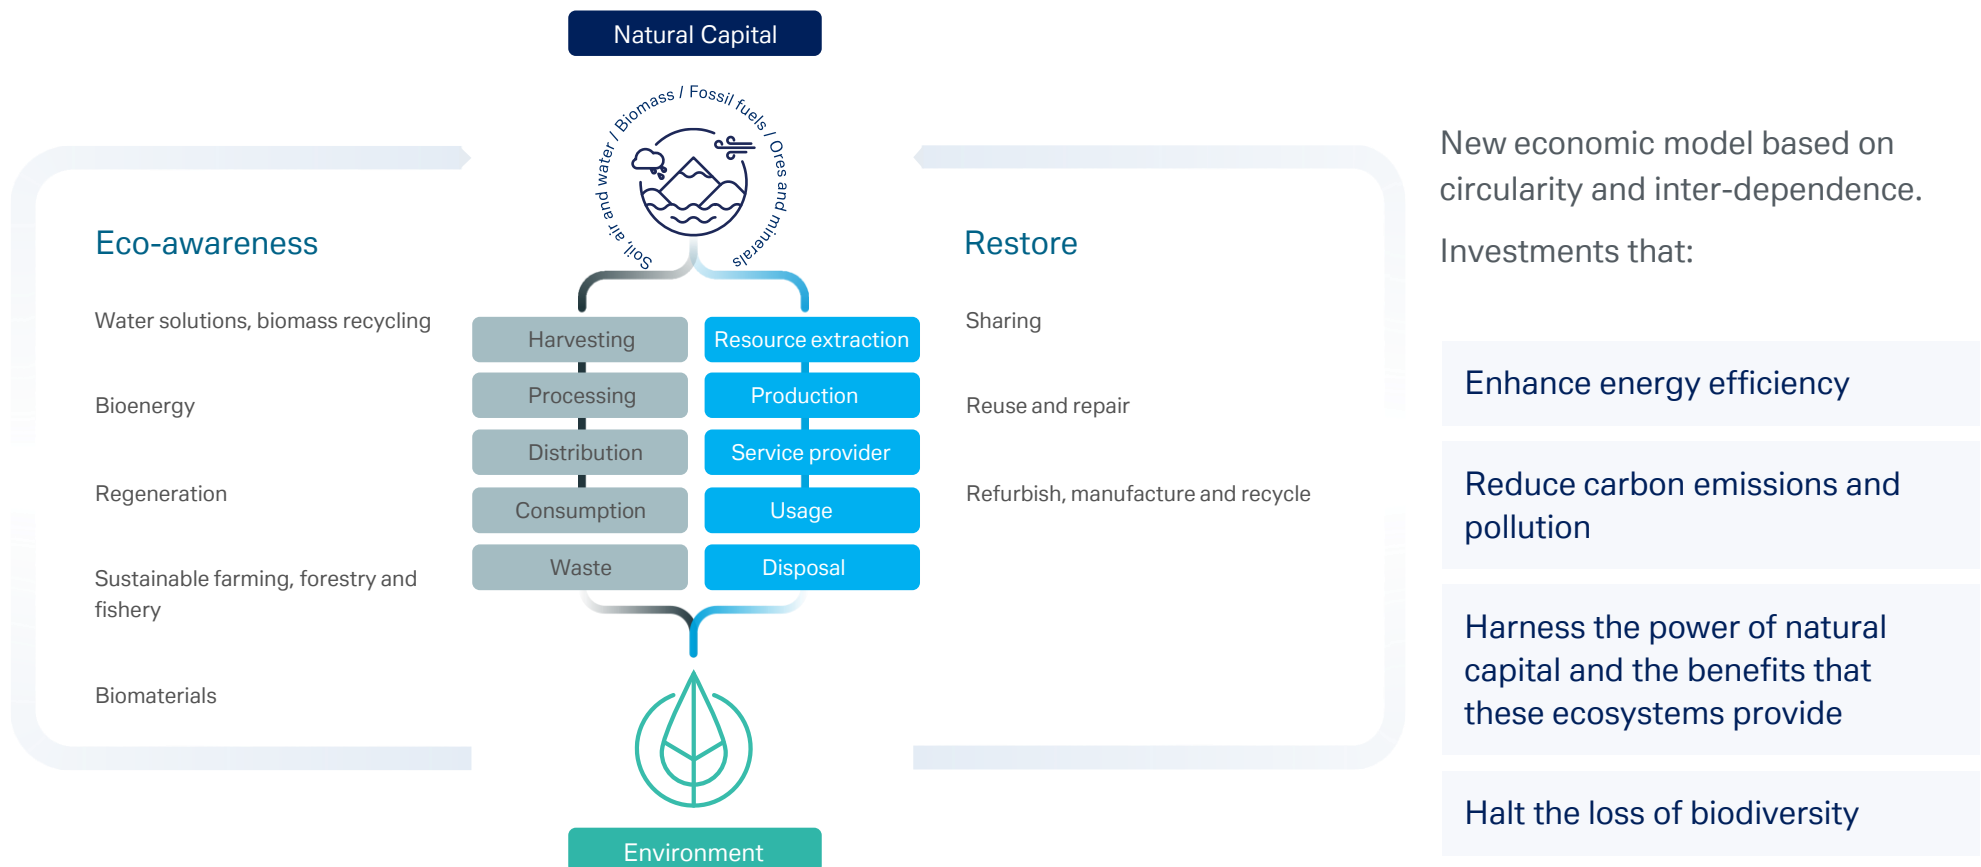 Natural Capital
Soil, air and water / Biomass / Fossil fuels / Ores and minerals
Eco-awareness
Water solutions, biomass recycling
Bioenergy
Regeneration
Sustainable farming, forestry and
fishery
Biomaterials
Harvesting
Processing
Distribution
Consumption
Waste
Resource extraction
Production
Service provider
Usage
Disposal
Restore
Sharing
Reuse and repair
Refurbish, manufacture and recycle
Environment
New economic model based on
circularity and inter-dependence.
Investments that:
Enhance energy efficiency
Reduce carbon emissions and
pollution
Harness the power of natural
capital and the benefits that
these ecosystems provide
Halt the loss of biodiversity